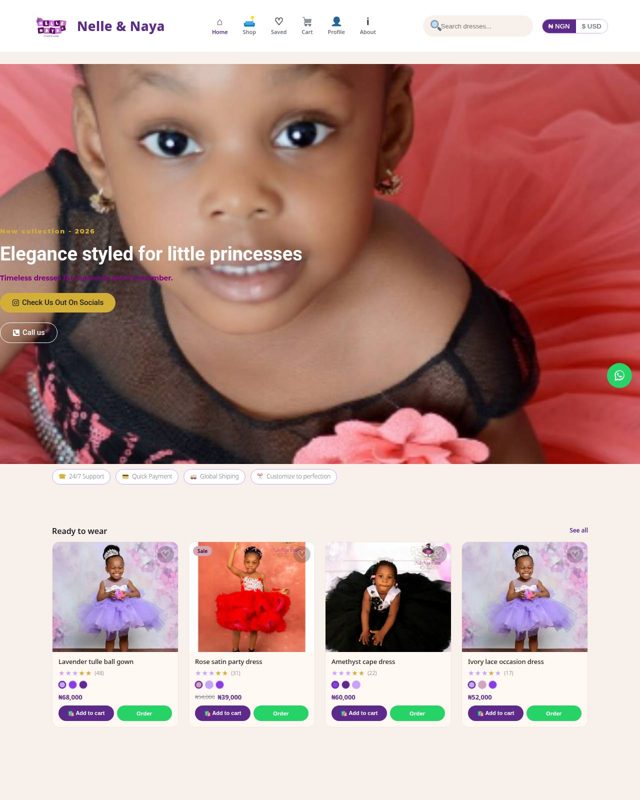 Nelle & Naya
Home
Shop
Saved
Cart
Profile
About
Search dresses...
₦ NGN
$ USD
New collection - 2026
Elegance styled for little princesses
Timeless dresses
Check Us Out On Socials
Call us
24/7 Support
Quick Payment
Global Shiping
Customize to perfection
Ready to wear
See all
Sale
Lavender tulle ball gown
(48)
₦68,000
Add to cart
Order
Rose satin party dress
(31)
₦54,000 ₦39,000
Add to cart
Order
Amethyst cape dress
(22)
₦60,000
Add to cart
Order
Ivory lace occasion dress
(17)
₦52,000
Add to cart
Order